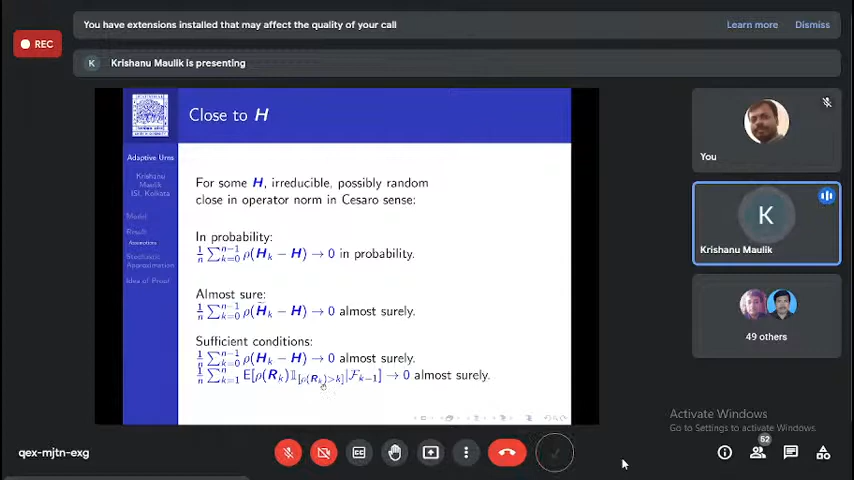 You have extensions installed that may affect the quality of your call
Learn more
Dismiss
REC
K
Krishanu Maulik is presenting
Close to H
Adaptive Urns
Krishanu
Maulik
ISI, Kolkata
Model
Result
Assumptions
Stochastic
Approximation
Idea of Proof
For some H, irreducible, possibly random
close in operator norm in Cesaro sense:
In probability:
1/n ∑_{k=0}^{n−1} ρ(H_k − H) → 0 in probability.
Almost sure:
1/n ∑_{k=0}^{n−1} ρ(H̃_k − H) → 0 almost surely.
Sufficient conditions:
1/n ∑_{k=0}^{n−1} ρ(H_k − H) → 0 almost surely.
1/n ∑_{k=1}^{n} E[ρ(R_k)𝟙_{[ρ(R_k)>k]}|F_{k−1}] → 0 almost surely.
You
K
Krishanu Maulik
49 others
Activate Windows
Go to Settings to activate Windows.
qex-mjtn-exg
CC
62